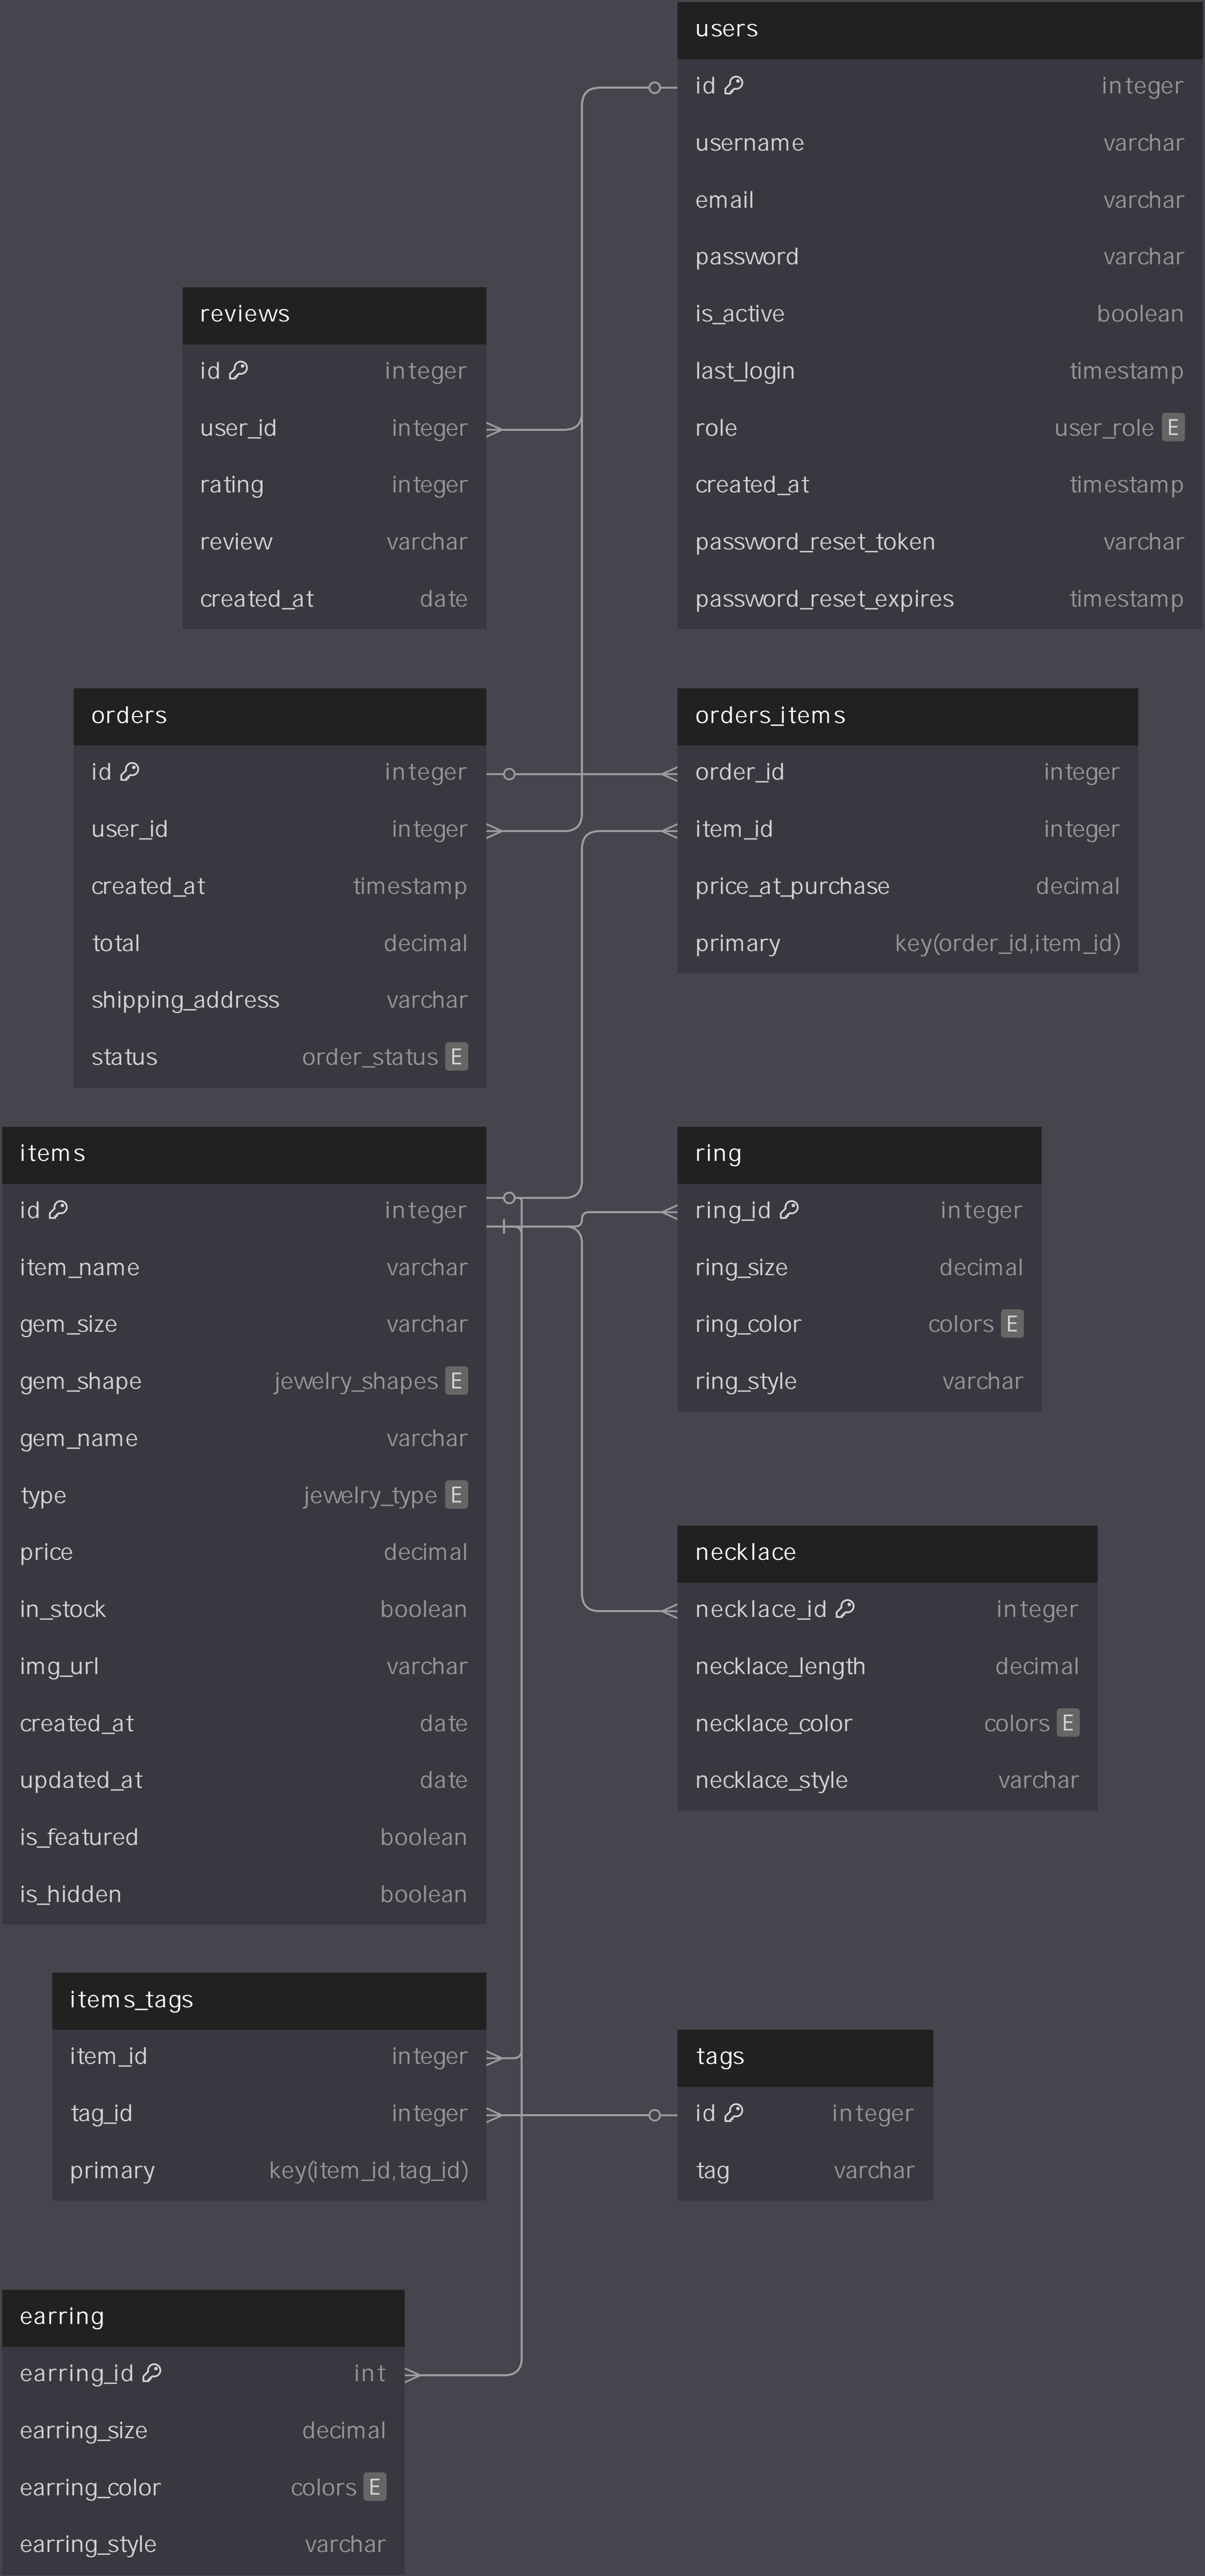 users
id integer
username varchar
email varchar
password varchar
is_active boolean
last_login timestamp
role user_role E
created_at timestamp
password_reset_token varchar
password_reset_expires timestamp
reviews
id integer
user_id integer
rating integer
review varchar
created_at date
orders
id integer
user_id integer
created_at timestamp
total decimal
shipping_address varchar
status order_status E
orders_items
order_id integer
item_id integer
price_at_purchase decimal
primary key(order_id,item_id)
items
id integer
item_name varchar
gem_size varchar
gem_shape jewelry_shapes E
gem_name varchar
type jewelry_type E
price decimal
in_stock boolean
img_url varchar
created_at date
updated_at date
is_featured boolean
is_hidden boolean
ring
ring_id integer
ring_size decimal
ring_color colors E
ring_style varchar
necklace
necklace_id integer
necklace_length decimal
necklace_color colors E
necklace_style varchar
items_tags
item_id integer
tag_id integer
primary key(item_id,tag_id)
tags
id integer
tag varchar
earring
earring_id int
earring_size decimal
earring_color colors E
earring_style varchar